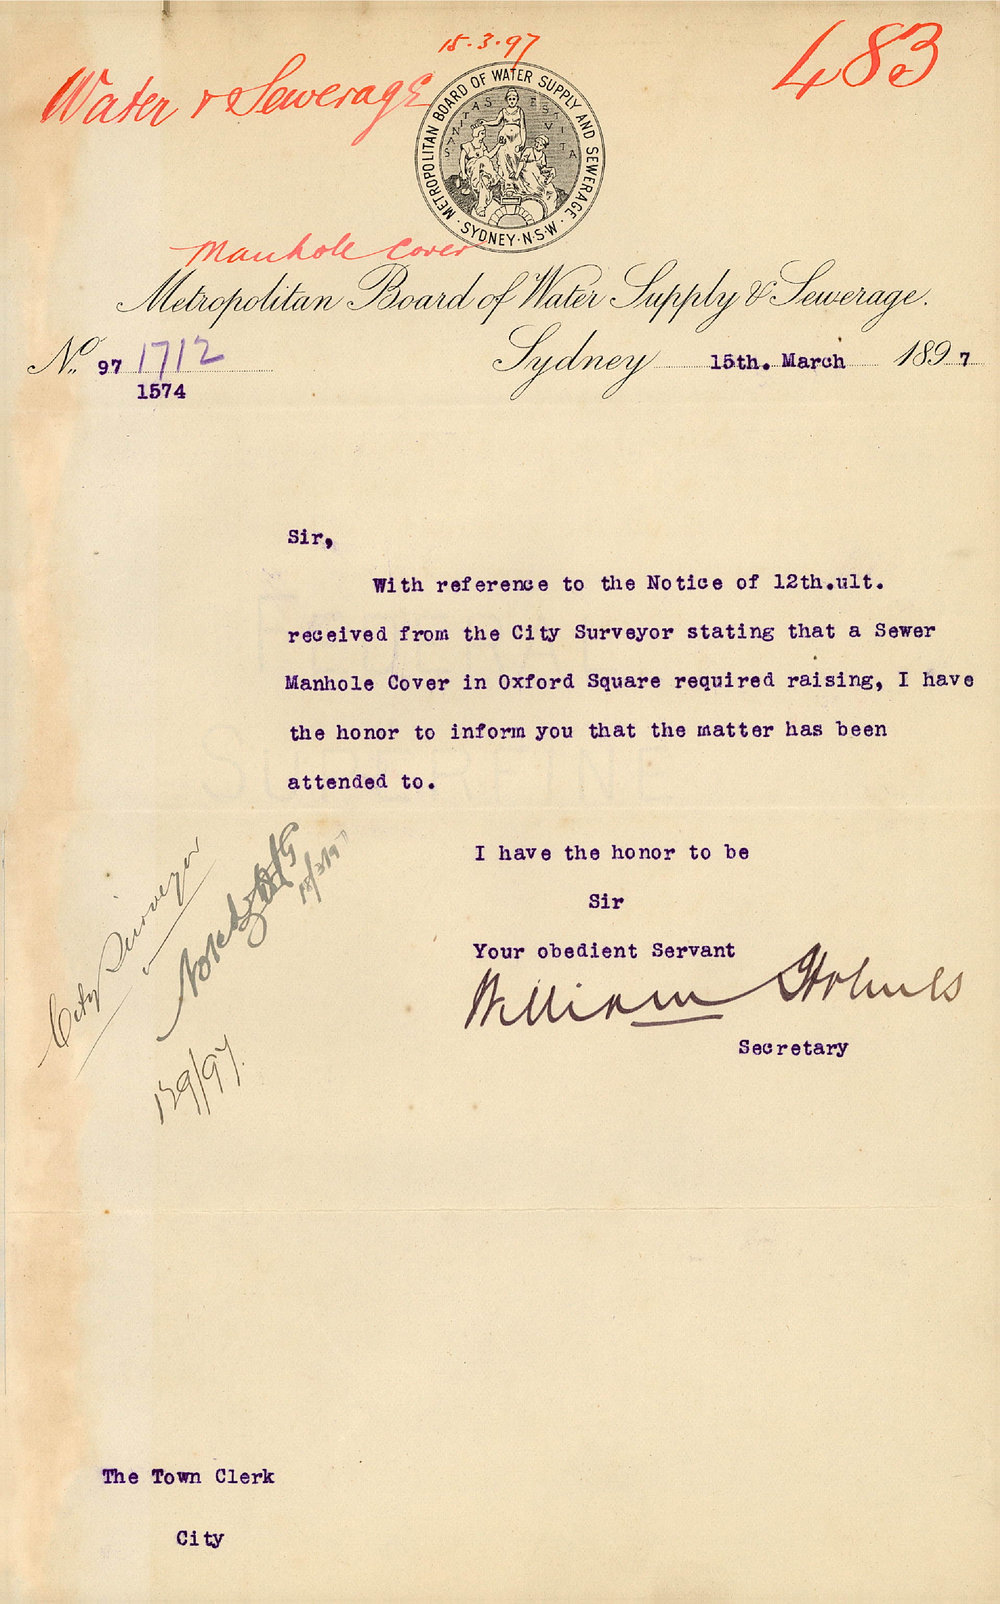 15.3.97
483
Water & Sewerage
METROPOLITAN BOARD OF WATER SUPPLY AND SEWERAGE
SANITAS EST VITA
· SYDNEY · N·S·W ·
Manhole Cover
Metropolitan Board of Water Supply & Sewerage.
No. 97 1712 Sydney 15th. March 1897
1574
Sir,
With reference to the Notice of 12th.ult.
received from the City Surveyor stating that a Sewer
Manhole Cover in Oxford Square required raising, I have
the honor to inform you that the matter has been
attended to.
I have the honor to be
Sir
Your obedient Servant
William Holmes
Secretary
City Surveyor
Noted
The Town Clerk
City